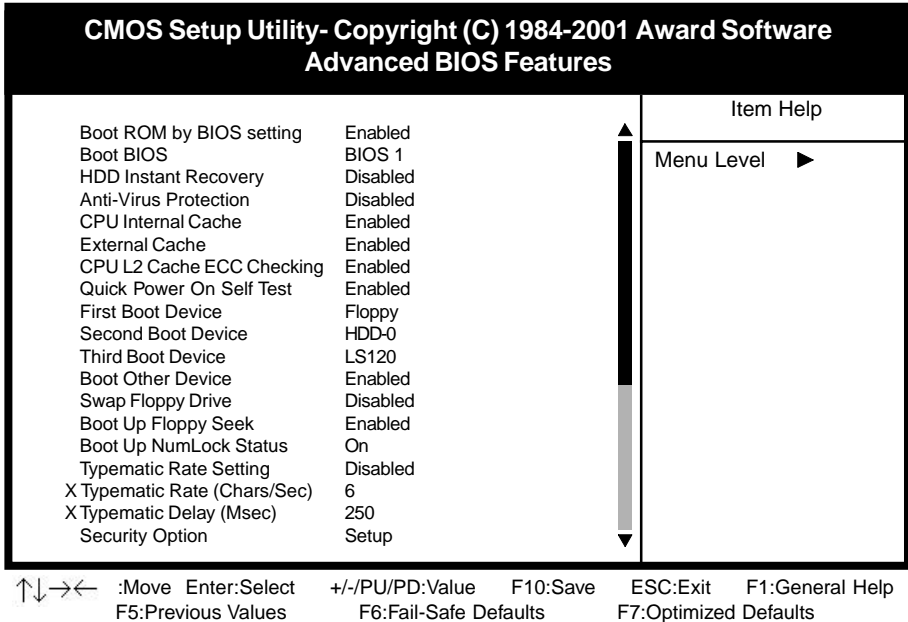 CMOS Setup Utility- Copyright (C) 1984-2001 Award Software
Advanced BIOS Features
Boot ROM by BIOS setting Enabled
Boot BIOS BIOS 1
HDD Instant Recovery Disabled
Anti-Virus Protection Disabled
CPU Internal Cache Enabled
External Cache Enabled
CPU L2 Cache ECC Checking Enabled
Quick Power On Self Test Enabled
First Boot Device Floppy
Second Boot Device HDD-0
Third Boot Device LS120
Boot Other Device Enabled
Swap Floppy Drive Disabled
Boot Up Floppy Seek Enabled
Boot Up NumLock Status On
Typematic Rate Setting Disabled
X Typematic Rate (Chars/Sec) 6
X Typematic Delay (Msec) 250
Security Option Setup
Item Help
Menu Level ►
↑↓→← :Move Enter:Select +/-/PU/PD:Value F10:Save ESC:Exit F1:General Help
F5:Previous Values F6:Fail-Safe Defaults F7:Optimized Defaults